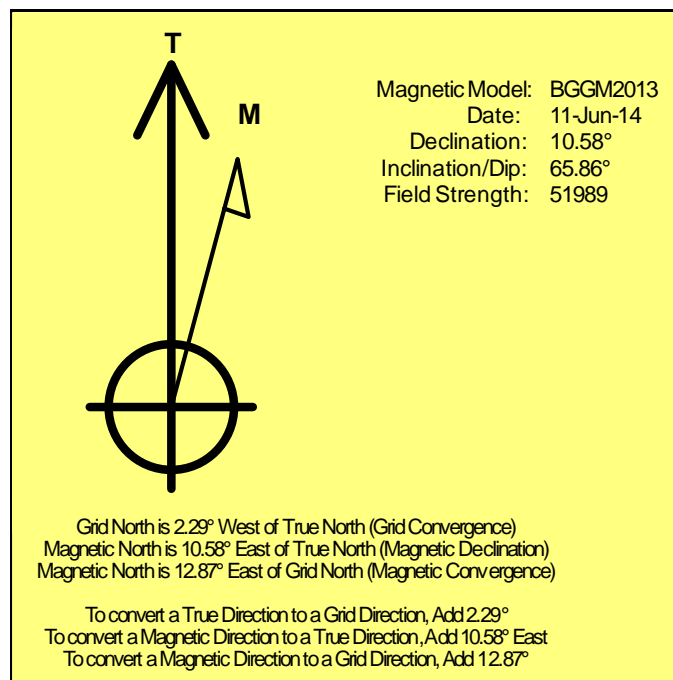 T
M
Magnetic Model: BGGM2013
Date: 11-Jun-14
Declination: 10.58°
Inclination/Dip: 65.86°
Field Strength: 51989
Grid North is 2.29° West of True North (Grid Convergence)
Magnetic North is 10.58° East of True North (Magnetic Declination)
Magnetic North is 12.87° East of Grid North (Magnetic Convergence)
To convert a True Direction to a Grid Direction, Add 2.29°
To convert a Magnetic Direction to a True Direction, Add 10.58° East
To convert a Magnetic Direction to a Grid Direction, Add 12.87°